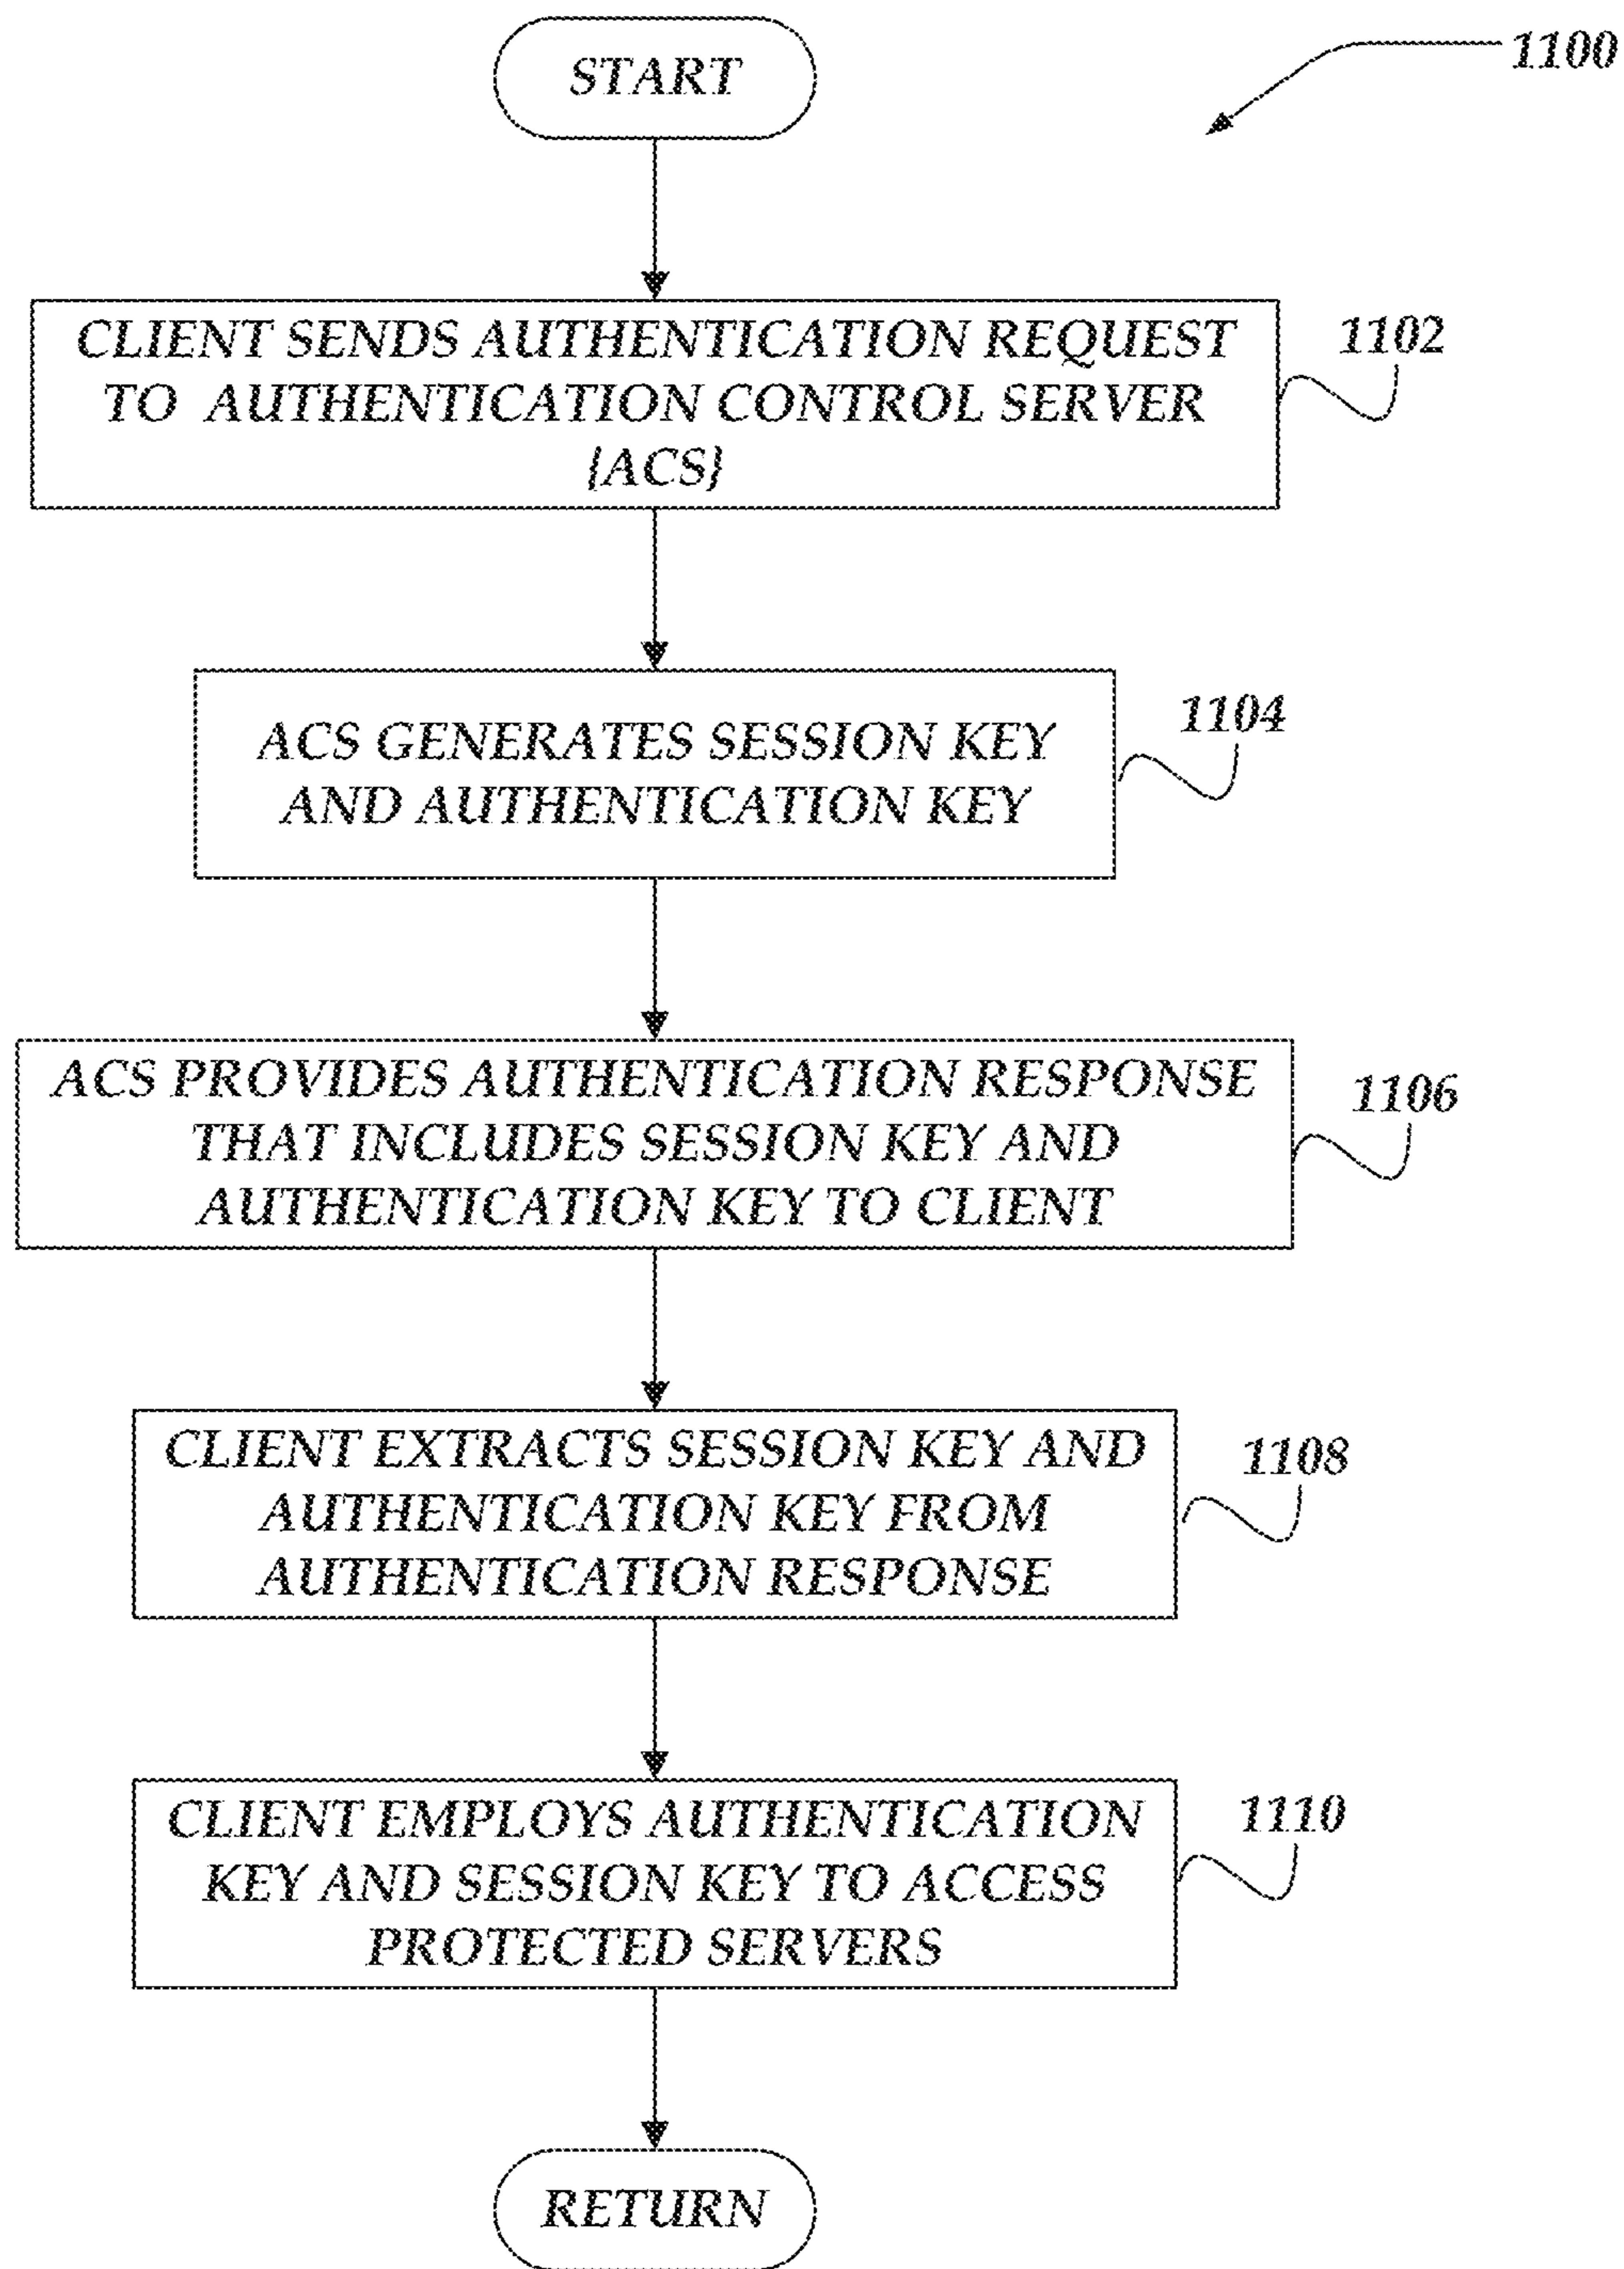 START
1100
CLIENT SENDS AUTHENTICATION REQUEST
TO AUTHENTICATION CONTROL SERVER
{ACS}
1102
ACS GENERATES SESSION KEY
AND AUTHENTICATION KEY
1104
ACS PROVIDES AUTHENTICATION RESPONSE
THAT INCLUDES SESSION KEY AND
AUTHENTICATION KEY TO CLIENT
1106
CLIENT EXTRACTS SESSION KEY AND
AUTHENTICATION KEY FROM
AUTHENTICATION RESPONSE
1108
CLIENT EMPLOYS AUTHENTICATION
KEY AND SESSION KEY TO ACCESS
PROTECTED SERVERS
1110
RETURN